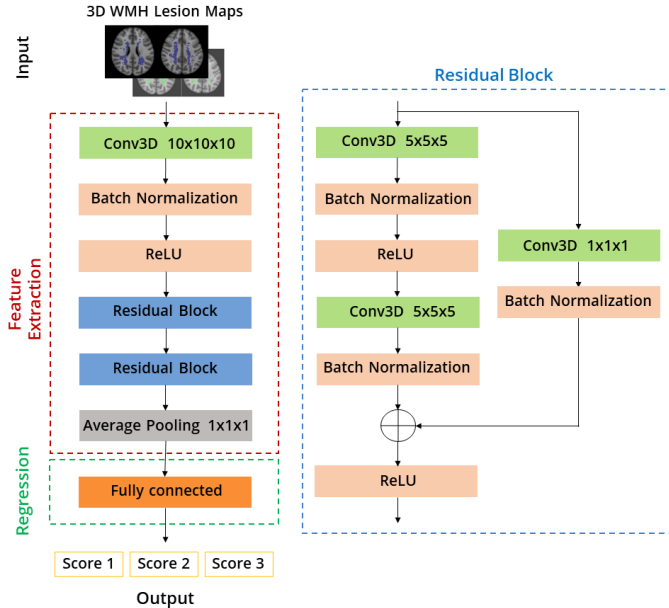 3D WMH Lesion Maps
Input
Feature
Extraction
Conv3D 10x10x10
Batch Normalization
ReLU
Residual Block
Residual Block
Average Pooling 1x1x1
Regression
Fully connected
Score 1
Score 2
Score 3
Output
Residual Block
Conv3D 5x5x5
Batch Normalization
ReLU
Conv3D 5x5x5
Batch Normalization
Conv3D 1x1x1
Batch Normalization
ReLU